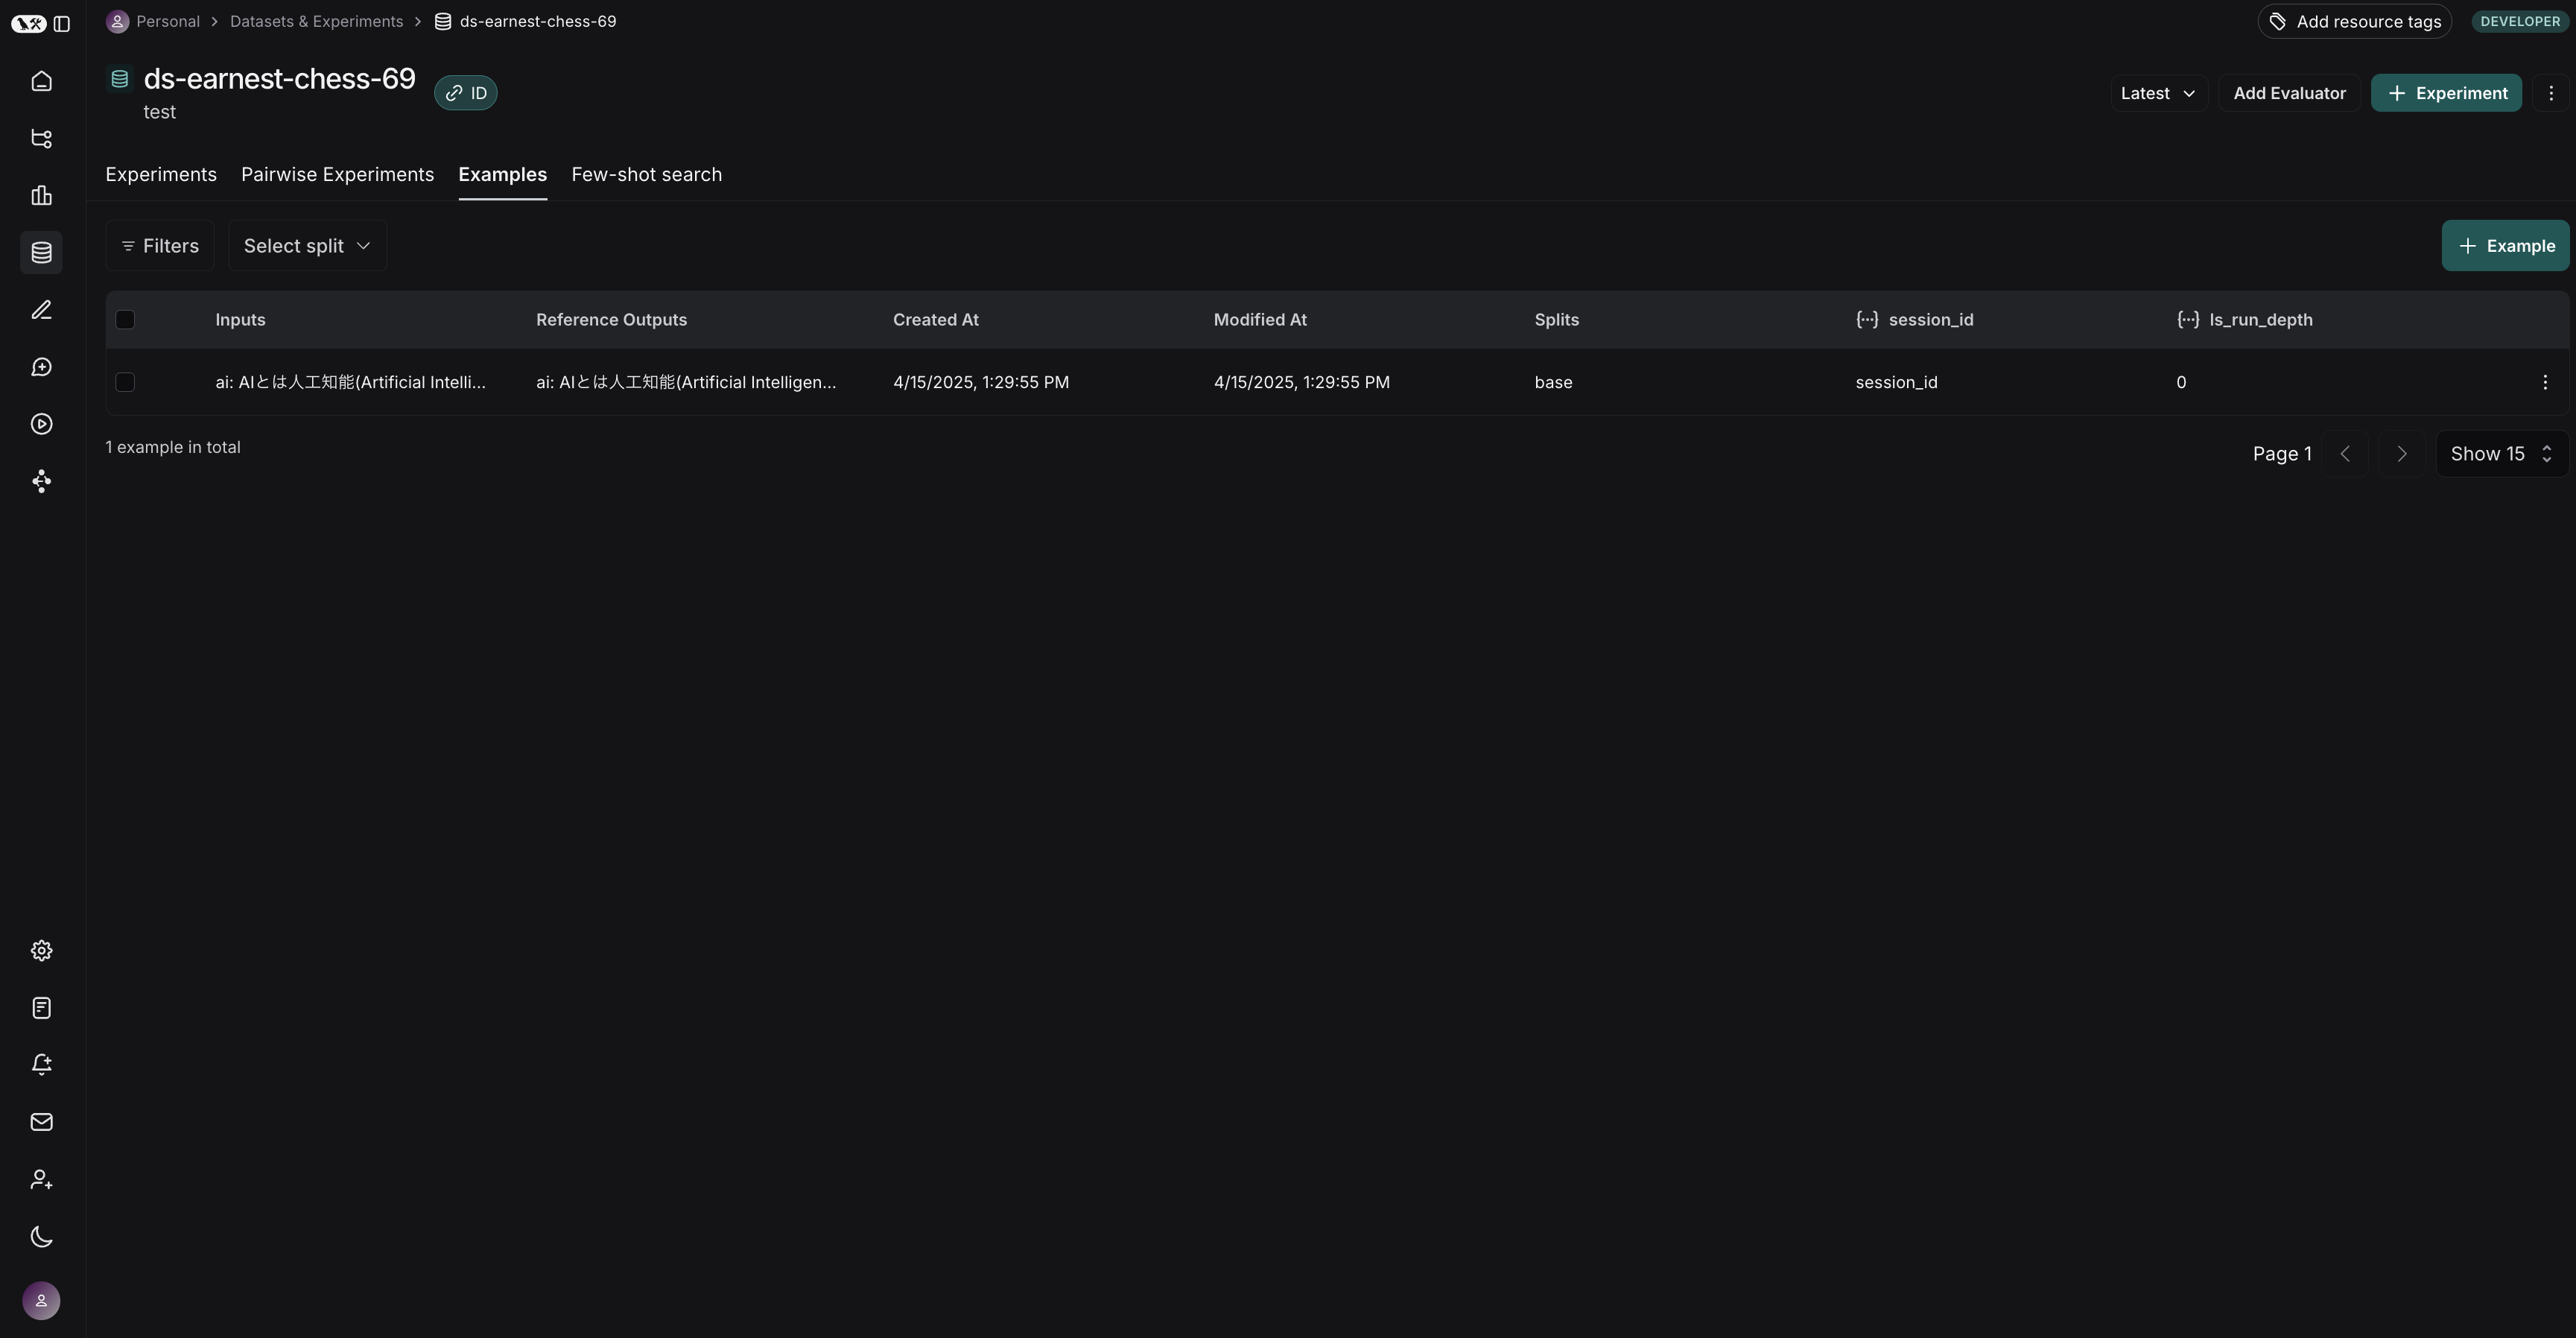 Personal > Datasets & Experiments > ds-earnest-chess-69
Add resource tags
DEVELOPER
ds-earnest-chess-69
ID
test
Latest
Add Evaluator
+ Experiment
Experiments
Pairwise Experiments
Examples
Few-shot search
Filters
Select split
+ Example
Inputs Reference Outputs Created At Modified At Splits {···} session_id {···} ls_run_depth
ai: AIとは人工知能(Artificial Intelli... ai: AIとは人工知能(Artificial Intelligen... 4/15/2025, 1:29:55 PM 4/15/2025, 1:29:55 PM base session_id 0
1 example in total
Page 1
Show 15